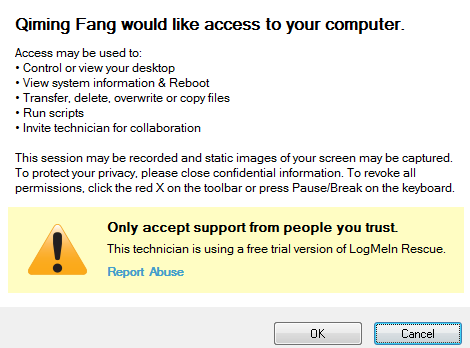 Qiming Fang would like access to your computer.
Access may be used to:
• Control or view your desktop
• View system information & Reboot
• Transfer, delete, overwrite or copy files
• Run scripts
• Invite technician for collaboration
This session may be recorded and static images of your screen may be captured.
To protect your privacy, please close confidential information. To revoke all
permissions, click the red X on the toolbar or press Pause/Break on the keyboard.
Only accept support from people you trust.
This technician is using a free trial version of LogMeIn Rescue.
Report Abuse
OK
Cancel